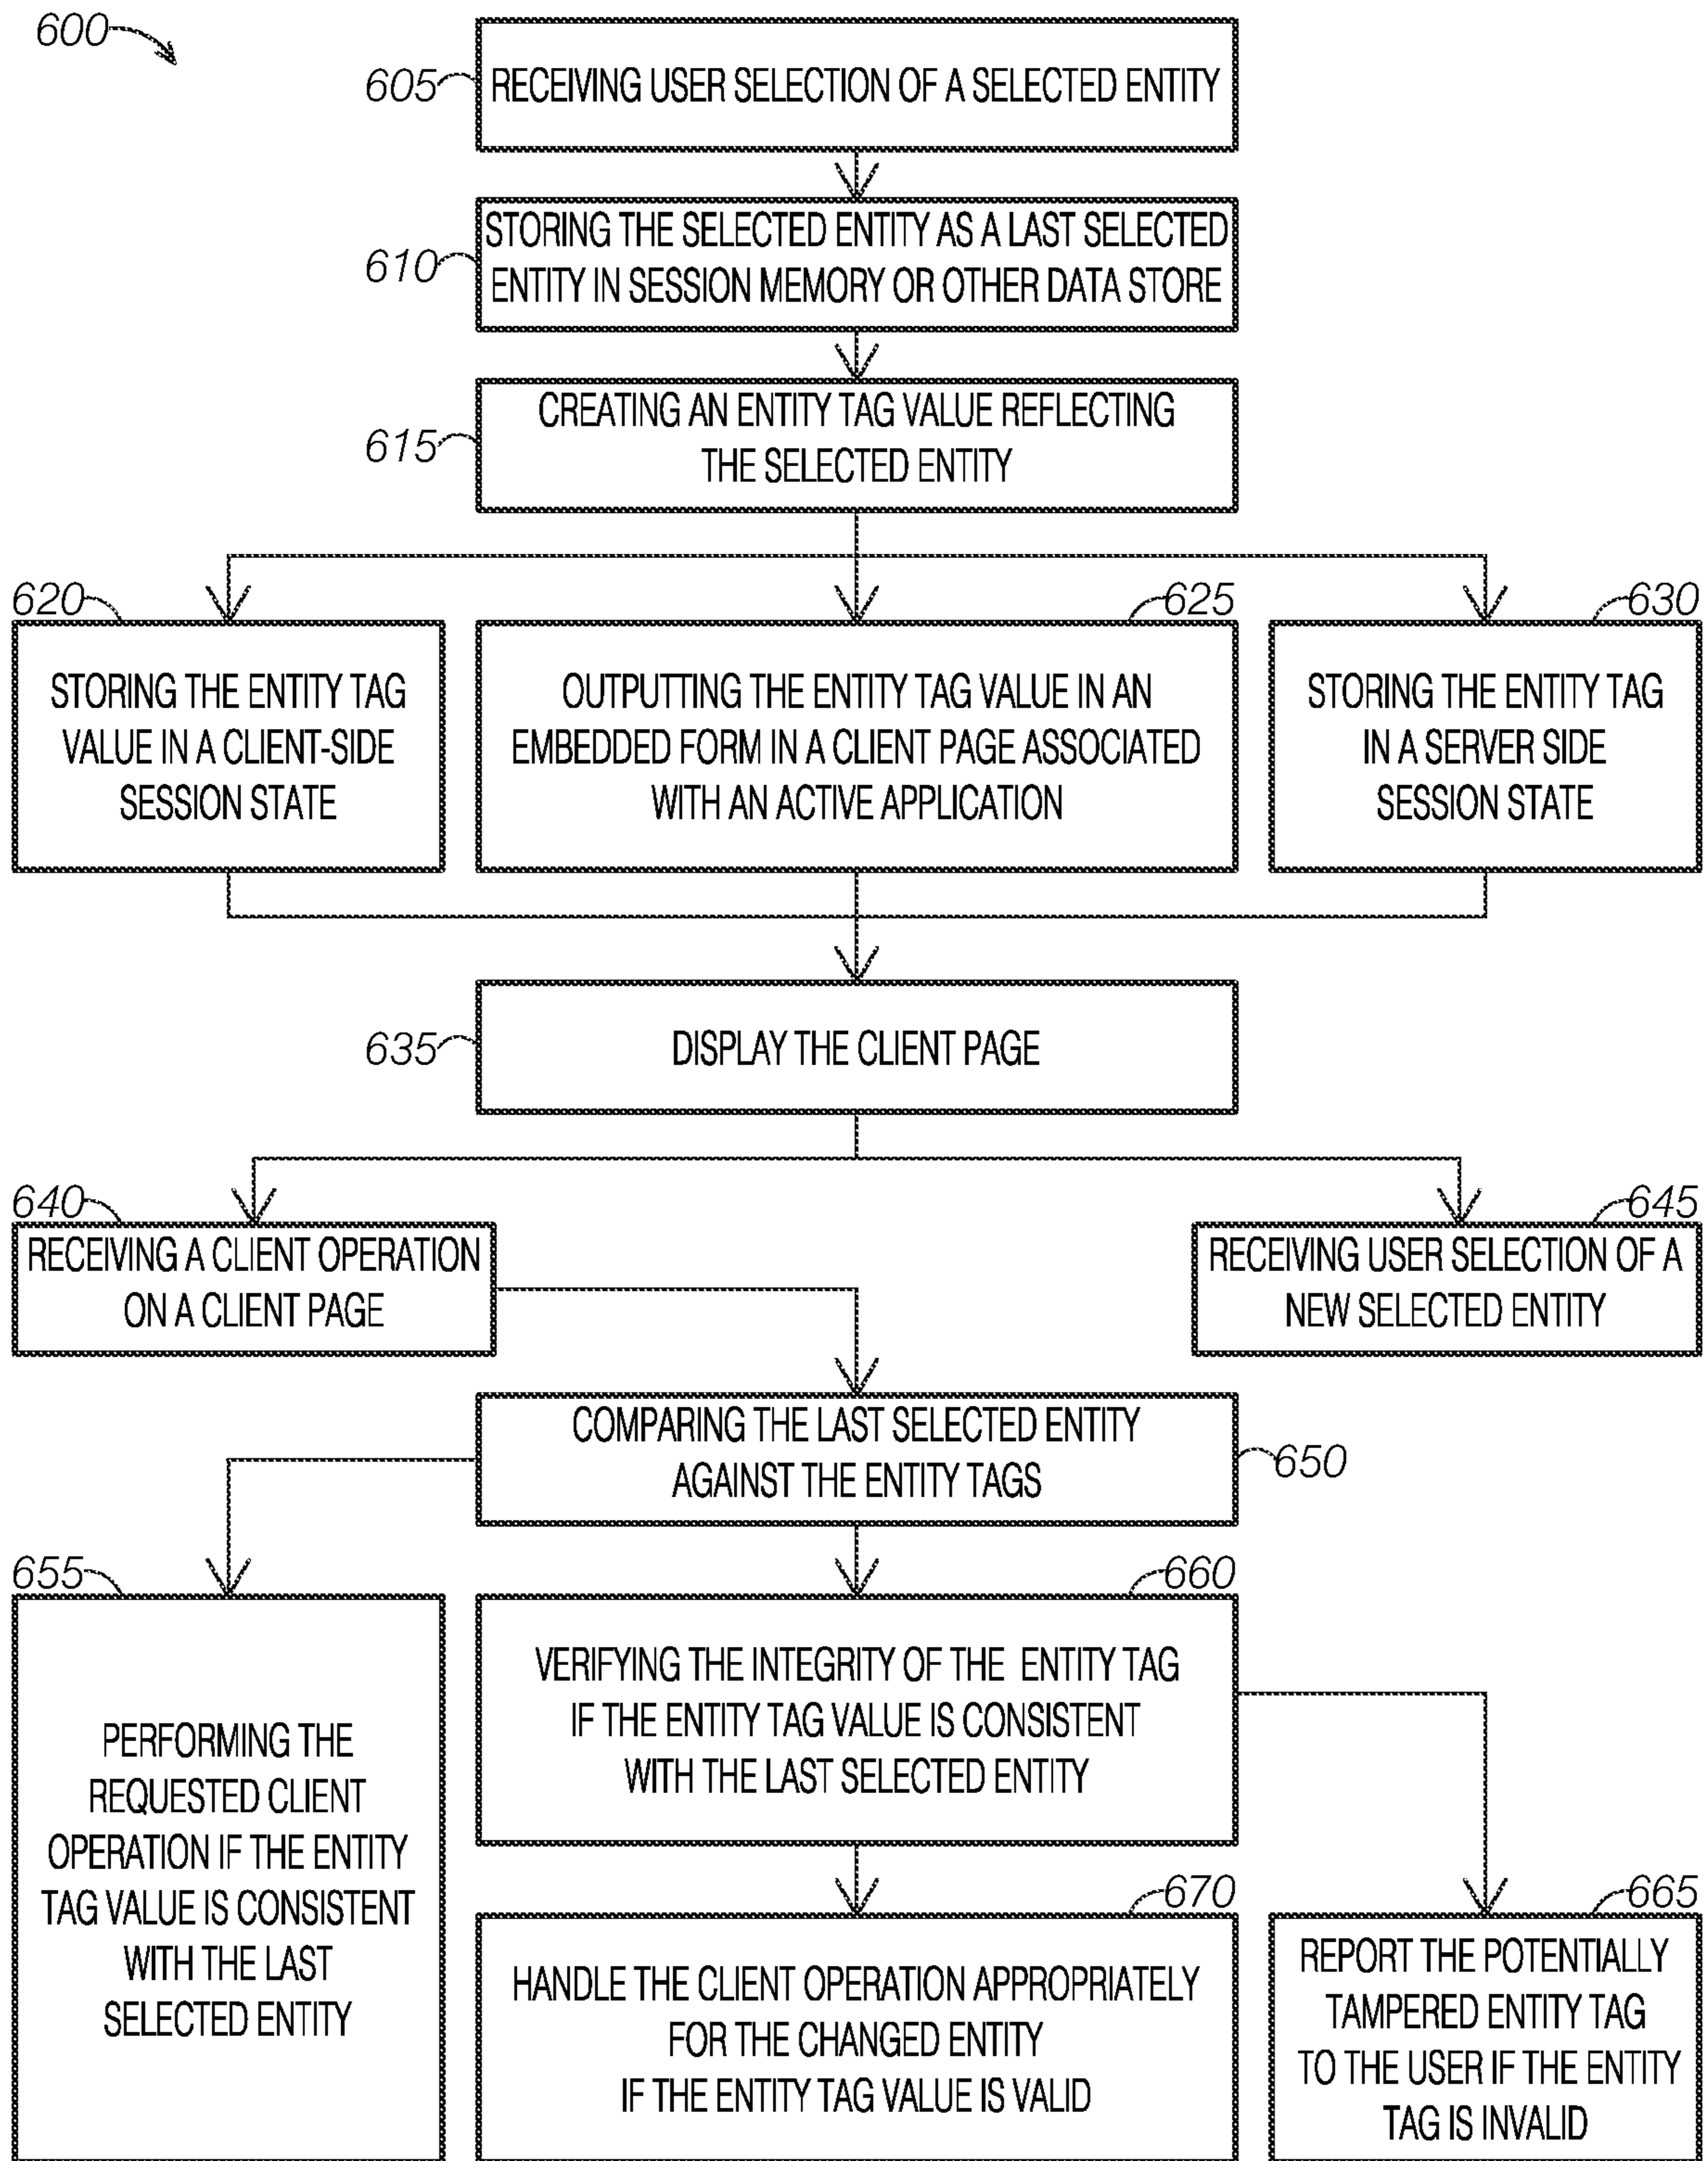 600
605
RECEIVING USER SELECTION OF A SELECTED ENTITY
610
STORING THE SELECTED ENTITY AS A LAST SELECTED
ENTITY IN SESSION MEMORY OR OTHER DATA STORE
615
CREATING AN ENTITY TAG VALUE REFLECTING
THE SELECTED ENTITY
620
STORING THE ENTITY TAG
VALUE IN A CLIENT-SIDE
SESSION STATE
625
OUTPUTTING THE ENTITY TAG VALUE IN AN
EMBEDDED FORM IN A CLIENT PAGE ASSOCIATED
WITH AN ACTIVE APPLICATION
630
STORING THE ENTITY TAG
IN A SERVER SIDE
SESSION STATE
635
DISPLAY THE CLIENT PAGE
640
RECEIVING A CLIENT OPERATION
ON A CLIENT PAGE
645
RECEIVING USER SELECTION OF A
NEW SELECTED ENTITY
COMPARING THE LAST SELECTED ENTITY
AGAINST THE ENTITY TAGS
650
655
PERFORMING THE
REQUESTED CLIENT
OPERATION IF THE ENTITY
TAG VALUE IS CONSISTENT
WITH THE LAST
SELECTED ENTITY
660
VERIFYING THE INTEGRITY OF THE ENTITY TAG
IF THE ENTITY TAG VALUE IS CONSISTENT
WITH THE LAST SELECTED ENTITY
670
HANDLE THE CLIENT OPERATION APPROPRIATELY
FOR THE CHANGED ENTITY
IF THE ENTITY TAG VALUE IS VALID
665
REPORT THE POTENTIALLY
TAMPERED ENTITY TAG
TO THE USER IF THE ENTITY
TAG IS INVALID